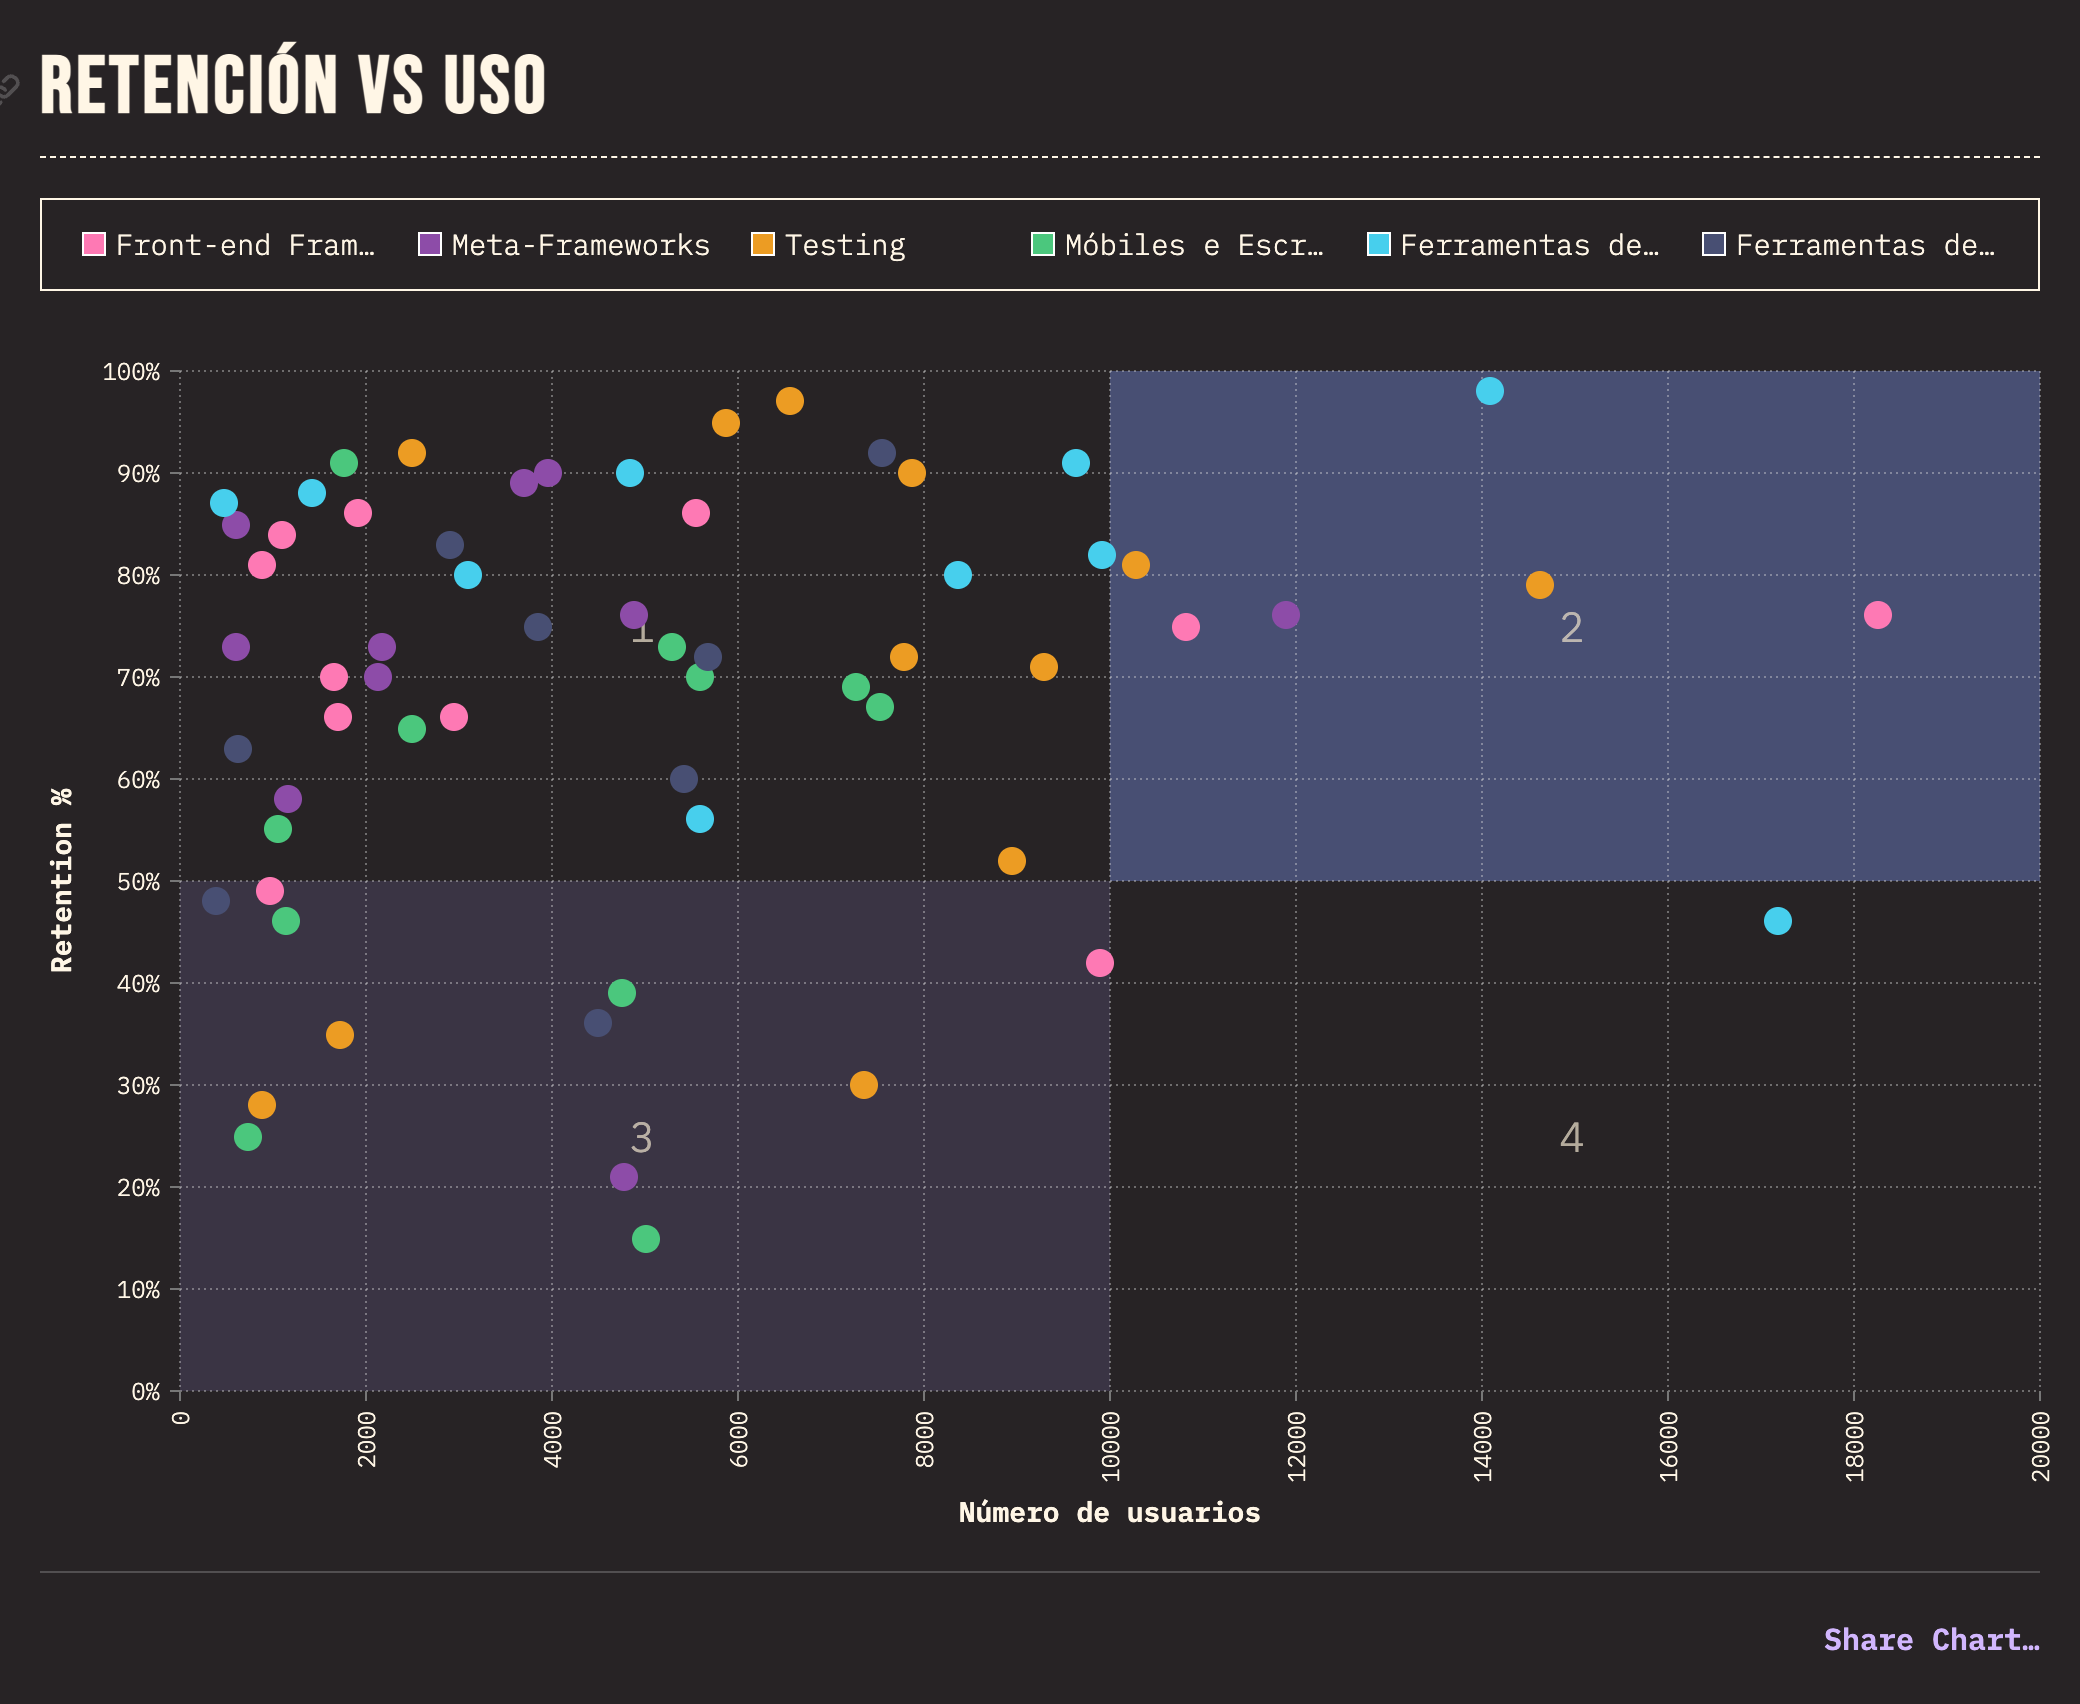 RETENCIÓN VS USO
Front-end Fram… Meta-Frameworks Testing Móbiles e Escr… Ferramentas de… Ferramentas de…
100%
90%
80%
70%
60%
50%
40%
30%
20%
10%
0%
Retention %
1
2
3
4
0 2000 4000 6000 8000 10000 12000 14000 16000 18000 20000
Número de usuarios
Share Chart…